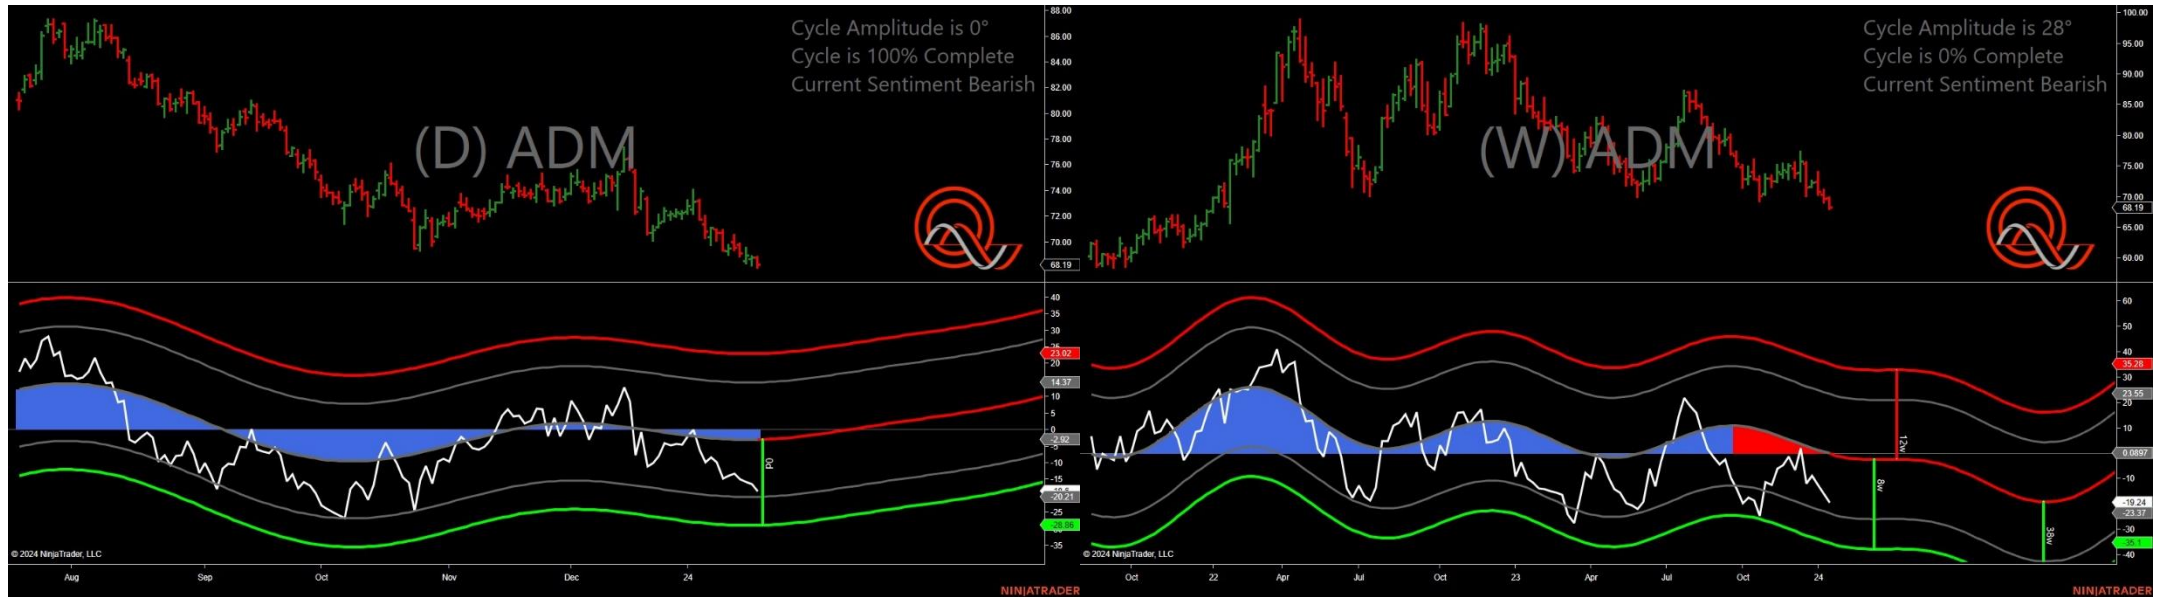 Cycle Amplitude is 0°
Cycle is 100% Complete
Current Sentiment Bearish
(D) ADM
88.00
86.00
84.00
82.00
80.00
78.00
76.00
74.00
72.00
70.00
68.19
40
35
30
23.02
20
14.37
10
5
0
-2.92
-5
-10
-15
-20.21
-25
-28.86
-35
P0
© 2024 NinjaTrader, LLC
Aug Sep Oct Nov Dec 24
NINJATRADER
Cycle Amplitude is 28°
Cycle is 0% Complete
Current Sentiment Bearish
(W) ADM
100.00
95.00
90.00
85.00
80.00
75.00
70.00
68.19
65.00
60.00
60
50
40
35.28
30
23.55
20
10
0.0897
-10
-19.24
-23.37
-30
-35.1
-40
12w
8w
38w
© 2024 NinjaTrader, LLC
Oct 22 Apr Jul Oct 23 Apr Jul Oct 24
NINJATRADER